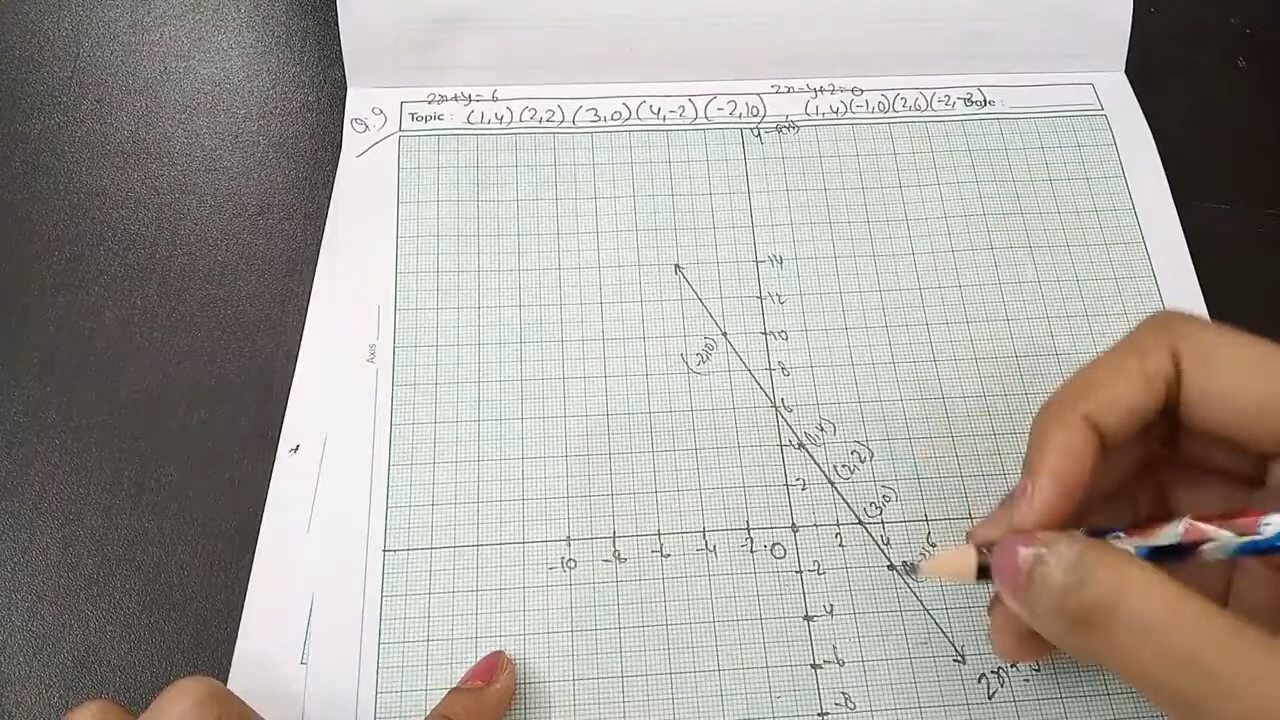 2x+y=6 2x-y+2=0
Q.9
Topic : (1,4) (2,2) (3,0) (4,-2) (-2,10) (1,4) (-1,0) (2,6) (-2,-2)
y-axis
Axis
14
12
10
(-2,10)
8
6
4 (1,4)
2 (2,2)
(3,0)
-10 -8 -6 -4 -2 O 2 4 6
-2
-4
-6
-8